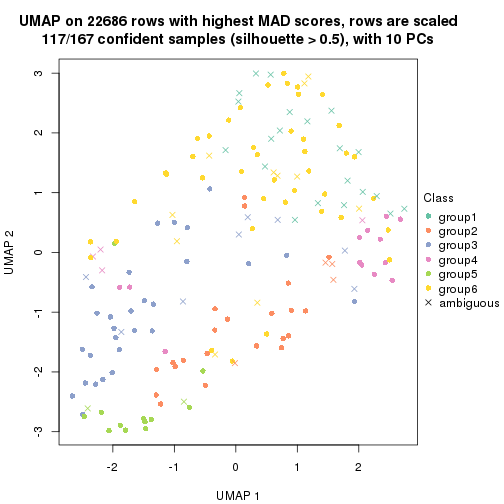 UMAP on 22686 rows with highest MAD scores, rows are scaled
117/167 confident samples (silhouette > 0.5), with 10 PCs
3
2
1
0
-1
-2
-3
UMAP 2
-2
-1
0
1
2
UMAP 1
Class
group1
group2
group3
group4
group5
group6
ambiguous